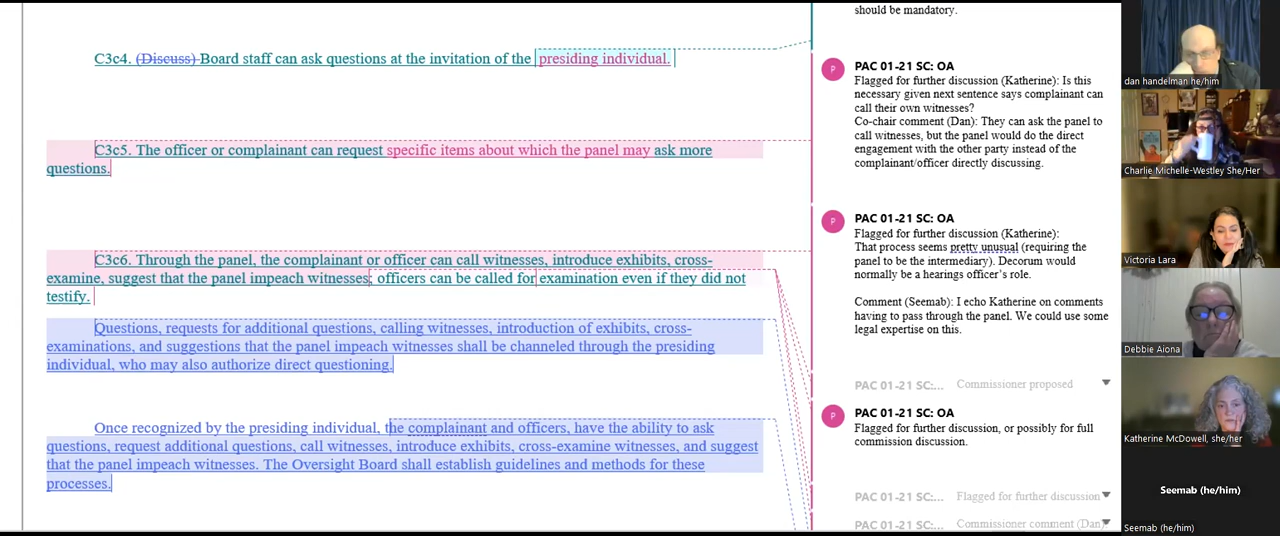 should be mandatory.
C3c4. (Discuss) Board staff can ask questions at the invitation of the presiding individual.
PAC 01-21 SC: OA
P
Flagged for further discussion (Katherine): Is this
necessary given next sentence says complainant can
call their own witnesses?
Co-chair comment (Dan): They can ask the panel to
call witnesses, but the panel would do the direct
engagement with the other party instead of the
complainant/officer directly discussing.
C3c5. The officer or complainant can request specific items about which the panel may ask more
questions.
PAC 01-21 SC: OA
P
Flagged for further discussion (Katherine):
That process seems pretty unusual (requiring the
panel to be the intermediary). Decorum would
normally be a hearings officer's role.
Comment (Seemab): I echo Katherine on comments
having to pass through the panel. We could use some
legal expertise on this.
C3c6. Through the panel, the complainant or officer can call witnesses, introduce exhibits, cross-
examine, suggest that the panel impeach witnesses; officers can be called for examination even if they did not
testify.
Questions, requests for additional questions, calling witnesses, introduction of exhibits, cross-
examinations, and suggestions that the panel impeach witnesses shall be channeled through the presiding
individual, who may also authorize direct questioning.
PAC 01-21 SC:... Commissioner proposed
PAC 01-21 SC: OA
P
Flagged for further discussion, or possibly for full
commission discussion.
Once recognized by the presiding individual, the complainant and officers, have the ability to ask
questions, request additional questions, call witnesses, introduce exhibits, cross-examine witnesses, and suggest
that the panel impeach witnesses. The Oversight Board shall establish guidelines and methods for these
processes.
PAC 01-21 SC:... Flagged for further discussion
PAC 01-21 SC:... Commissioner comment (Dan):
dan handelman he/him
Charlie Michelle-Westley She/Her
Victoria Lara
Debbie Aiona
Katherine McDowell, she/her
Seemab (he/him)
Seemab (he/him)